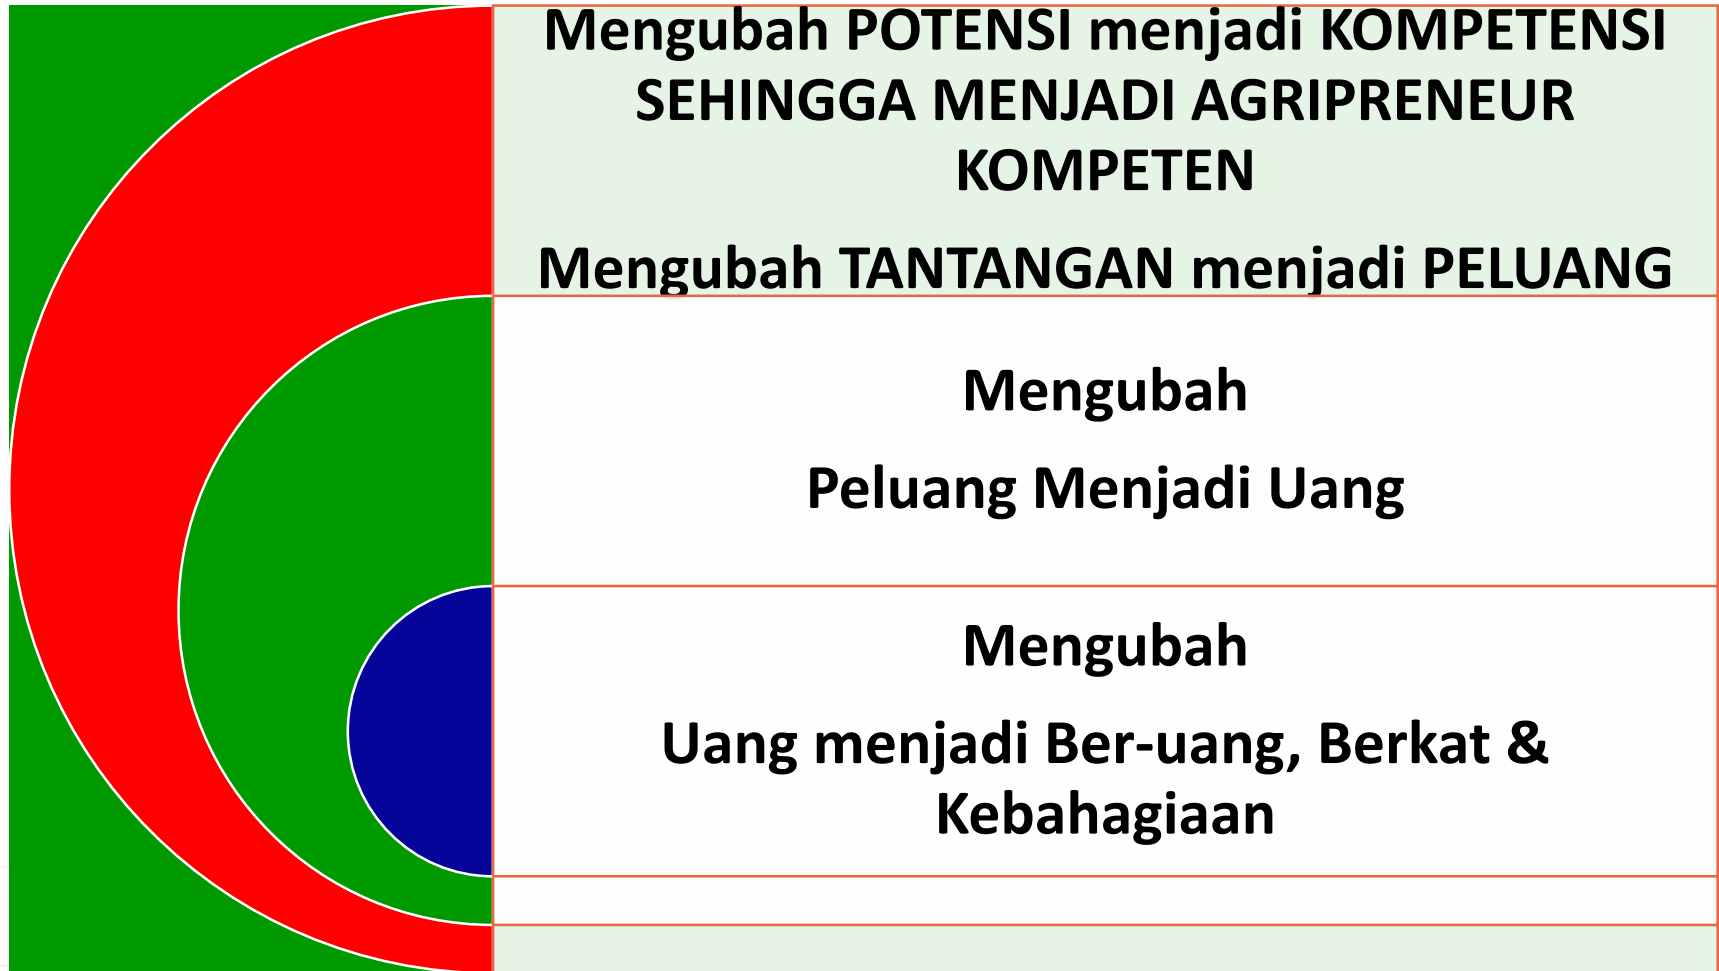 Mengubah POTENSI menjadi KOMPETENSI
SEHINGGA MENJADI AGRIPRENEUR
KOMPETEN
Mengubah TANTANGAN menjadi PELUANG
Mengubah
Peluang Menjadi Uang
Mengubah
Uang menjadi Ber-uang, Berkat &
Kebahagiaan